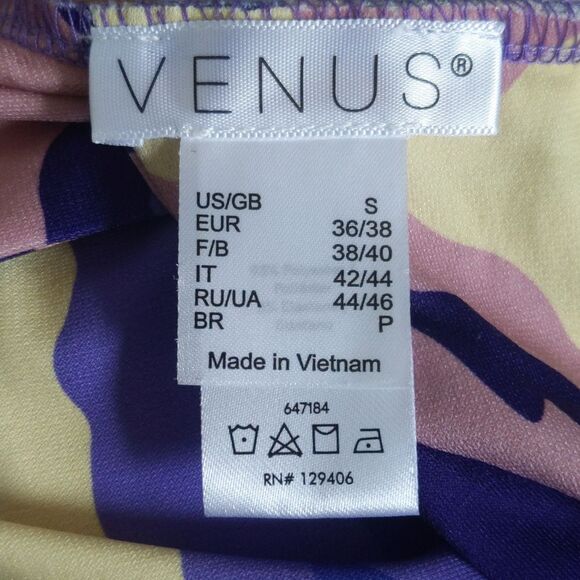 VENUS®
US/GB S
EUR 36/38
F/B 38/40
IT 42/44
RU/UA 44/46
BR P
Made in Vietnam
647184
RN# 129406